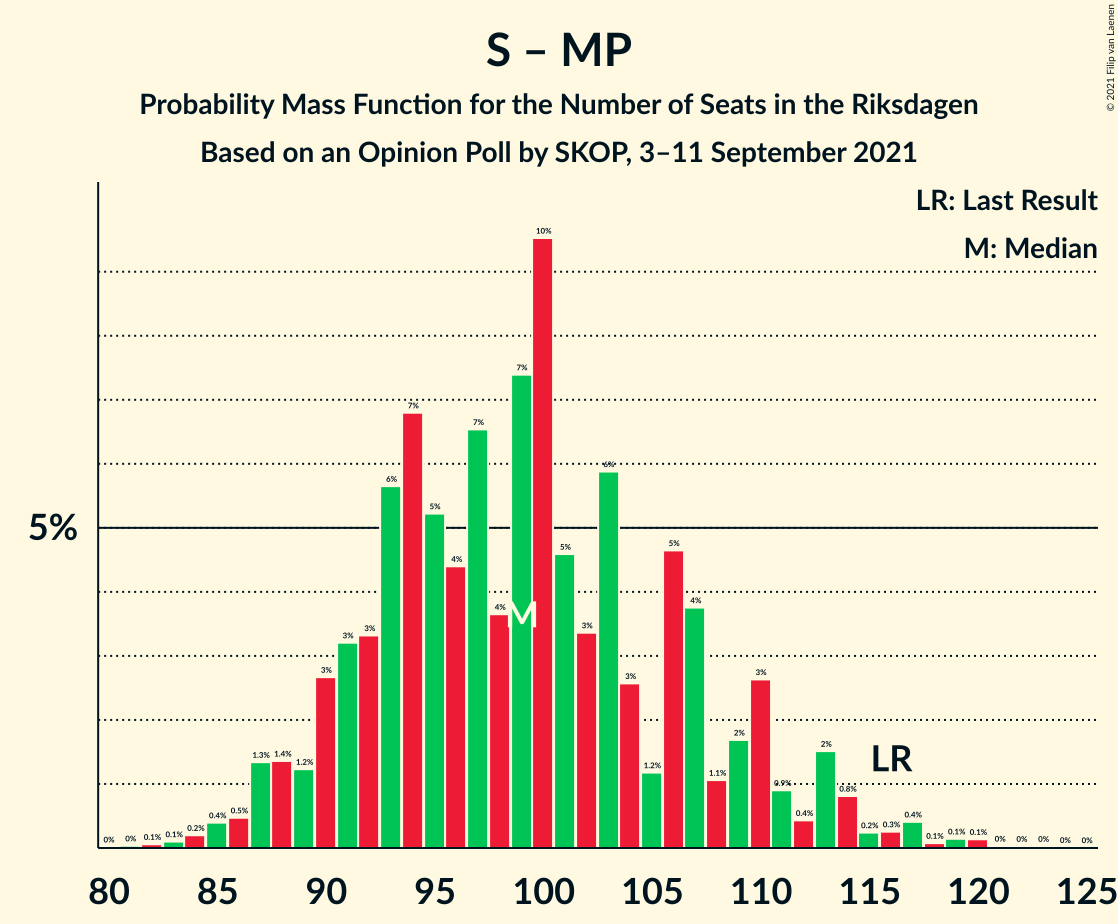 S – MP
Probability Mass Function for the Number of Seats in the Riksdagen
Based on an Opinion Poll by SKOP, 3–11 September 2021
© 2021 Filip van Laenen
LR: Last Result
M: Median
5%
0% 0% 0.1% 0.1% 0.2% 0.4% 0.5% 1.3% 1.4% 1.2% 3% 3% 3% 6% 7% 5% 4% 7% 4% 7% 10% 5% 3% 6% 3% 1.2% 5% 4% 1.1% 2% 3% 0.9% 0.4% 2% 0.8% 0.2% 0.3% 0.4% 0.1% 0.1% 0.1% 0% 0% 0% 0% 0%
M
LR
80 85 90 95 100 105 110 115 120 125